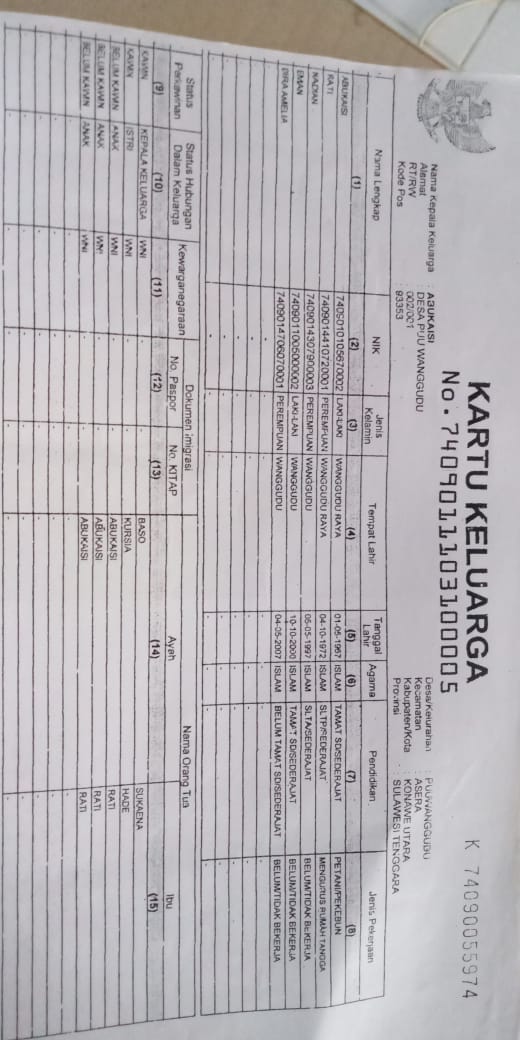 KARTU KELUARGA
K 74090055974
No.7409011103100005
Nama Kepala Keluarga : ABUKAISI
Alamat : DESA PUU WANGGUDU
RT/RW : 002/001
Kode Pos : 93353
Desa/Kelurahan : PUUWANGGUDU
Kecamatan : ASERA
Kabupaten/Kota : KONAWE UTARA
Provinsi : SULAWESI TENGGARA
Nama Lengkap NIK Jenis Kelamin Tempat Lahir Tanggal Lahir Agama Pendidikan Jenis Pekerjaan
(1) (2) (3) (4) (5) (6) (7) (8)
ABUKAISI 7409010105670002 LAKI-LAKI WANGGUDU RAYA 01-05-1967 ISLAM TAMAT SD/SEDERAJAT PETANI/PEKEBUN
RATI 7409014410720001 PEREMPUAN WANGGUDU RAYA 04-10-1972 ISLAM SLTP/SEDERAJAT MENGURUS RUMAH TANGGA
NADIAN 7409014307900003 PEREMPUAN WANGGUDU 05-05-1997 ISLAM SLTA/SEDERAJAT BELUM/TIDAK BEKERJA
EMAN 7409011005000002 LAKI-LAKI WANGGUDU 10-10-2000 ISLAM TAMAT SD/SEDERAJAT BELUM/TIDAK BEKERJA
DIRA AMELIA 7409014706070001 PEREMPUAN WANGGUDU 04-05-2007 ISLAM BELUM TAMAT SD/SEDERAJAT BELUM/TIDAK BEKERJA
Status Perkawinan Status Hubungan Dalam Keluarga Kewarganegaraan Dokumen Imigrasi Nama Orang Tua
No. Paspor No. KITAP Ayah Ibu
(9) (10) (11) (12) (13) (14) (15)
KAWIN KEPALA KELUARGA WNI - - BASO SUKAENA
KAWIN ISTRI WNI - - KURSIA HADE
BELUM KAWIN ANAK WNI - - ABUKAISI RATI
BELUM KAWIN ANAK WNI - - ABUKAISI RATI
BELUM KAWIN ANAK WNI - - ABUKAISI RATI